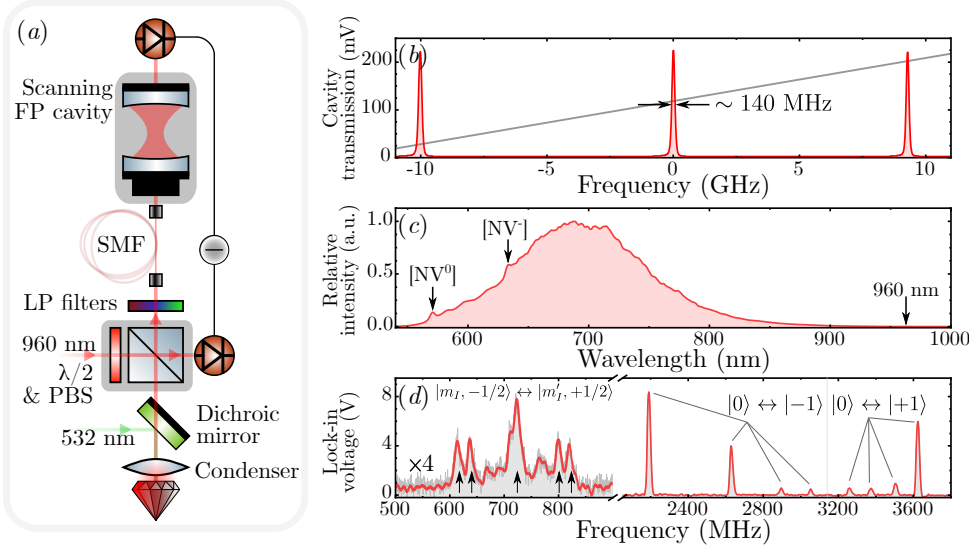 (a)
Scanning
FP cavity
SMF
LP filters
960 nm
λ/2
& PBS
532 nm
Dichroic
mirror
Condenser
(b)
Cavity
transmission (mV)
200
100
0
∼ 140 MHz
-10 -5 0 5 10
Frequency (GHz)
(c)
Relative
intensity (a.u.)
1.0
0.5
0.0
[NV⁰]
[NV⁻]
960 nm
600 700 800 900 1000
Wavelength (nm)
(d)
Lock-in
voltage (V)
8
4
0
|m_I, -1/2⟩ ↔ |m'_I, +1/2⟩
×4
|0⟩ ↔ |-1⟩ |0⟩ ↔ |+1⟩
500 600 700 800 2400 2800 3200 3600
Frequency (MHz)